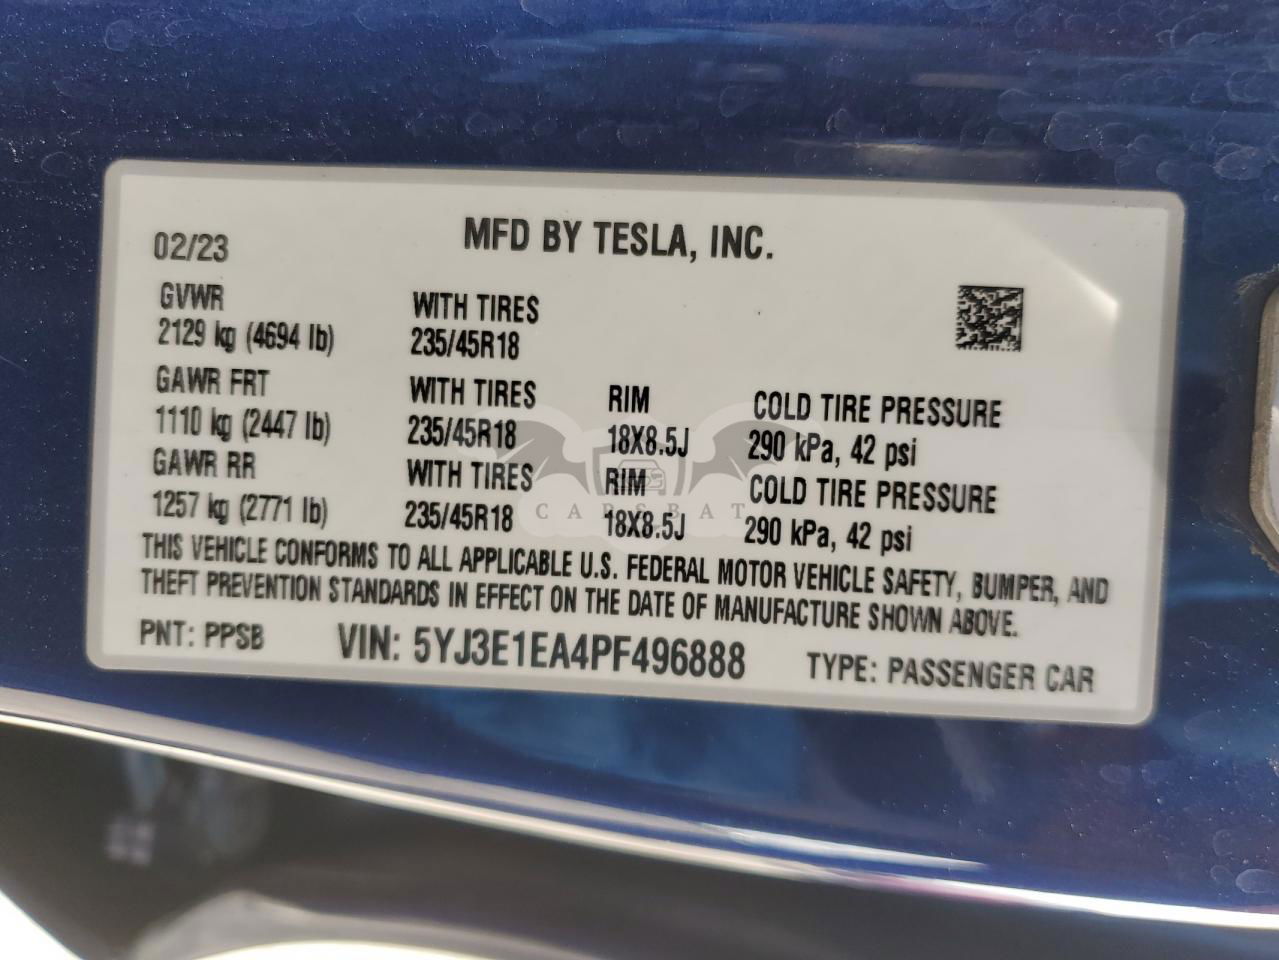 MFD BY TESLA, INC.
02/23
GVWR WITH TIRES
2129 kg (4694 lb) 235/45R18
GAWR FRT WITH TIRES RIM COLD TIRE PRESSURE
1110 kg (2447 lb) 235/45R18 18X8.5J 290 kPa, 42 psi
GAWR RR WITH TIRES RIM COLD TIRE PRESSURE
1257 kg (2771 lb) 235/45R18 18X8.5J 290 kPa, 42 psi
CARSBAT
THIS VEHICLE CONFORMS TO ALL APPLICABLE U.S. FEDERAL MOTOR VEHICLE SAFETY, BUMPER, AND
THEFT PREVENTION STANDARDS IN EFFECT ON THE DATE OF MANUFACTURE SHOWN ABOVE.
PNT: PPSB VIN: 5YJ3E1EA4PF496888 TYPE: PASSENGER CAR